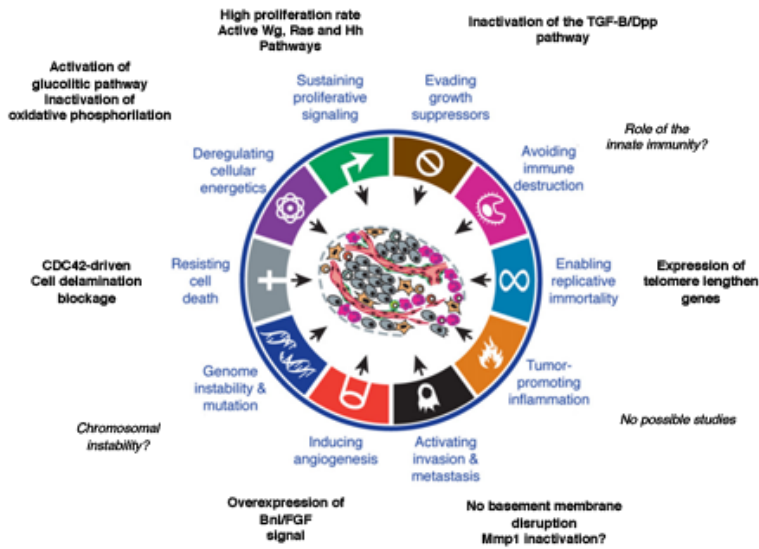 High proliferation rate
Active Wg, Ras and Hh
Pathways
Inactivation of the TGF-B/Dpp
pathway
Activation of
glucolitic pathway
Inactivation of
oxidative phosphorilation
Sustaining
proliferative
signaling
Evading
growth
suppressors
Role of the
innate immunity?
Deregulating
cellular
energetics
Avoiding
immune
destruction
CDC42-driven
Cell delamination
blockage
Resisting
cell
death
Enabling
replicative
immortality
Expression of
telomere lengthen
genes
Genome
instability &
mutation
Tumor-
promoting
inflammation
Chromosomal
instability?
No possible studies
Inducing
angiogenesis
Activating
invasion &
metastasis
Overexpression of
Bnl/FGF
signal
No basement membrane
disruption
Mmp1 inactivation?